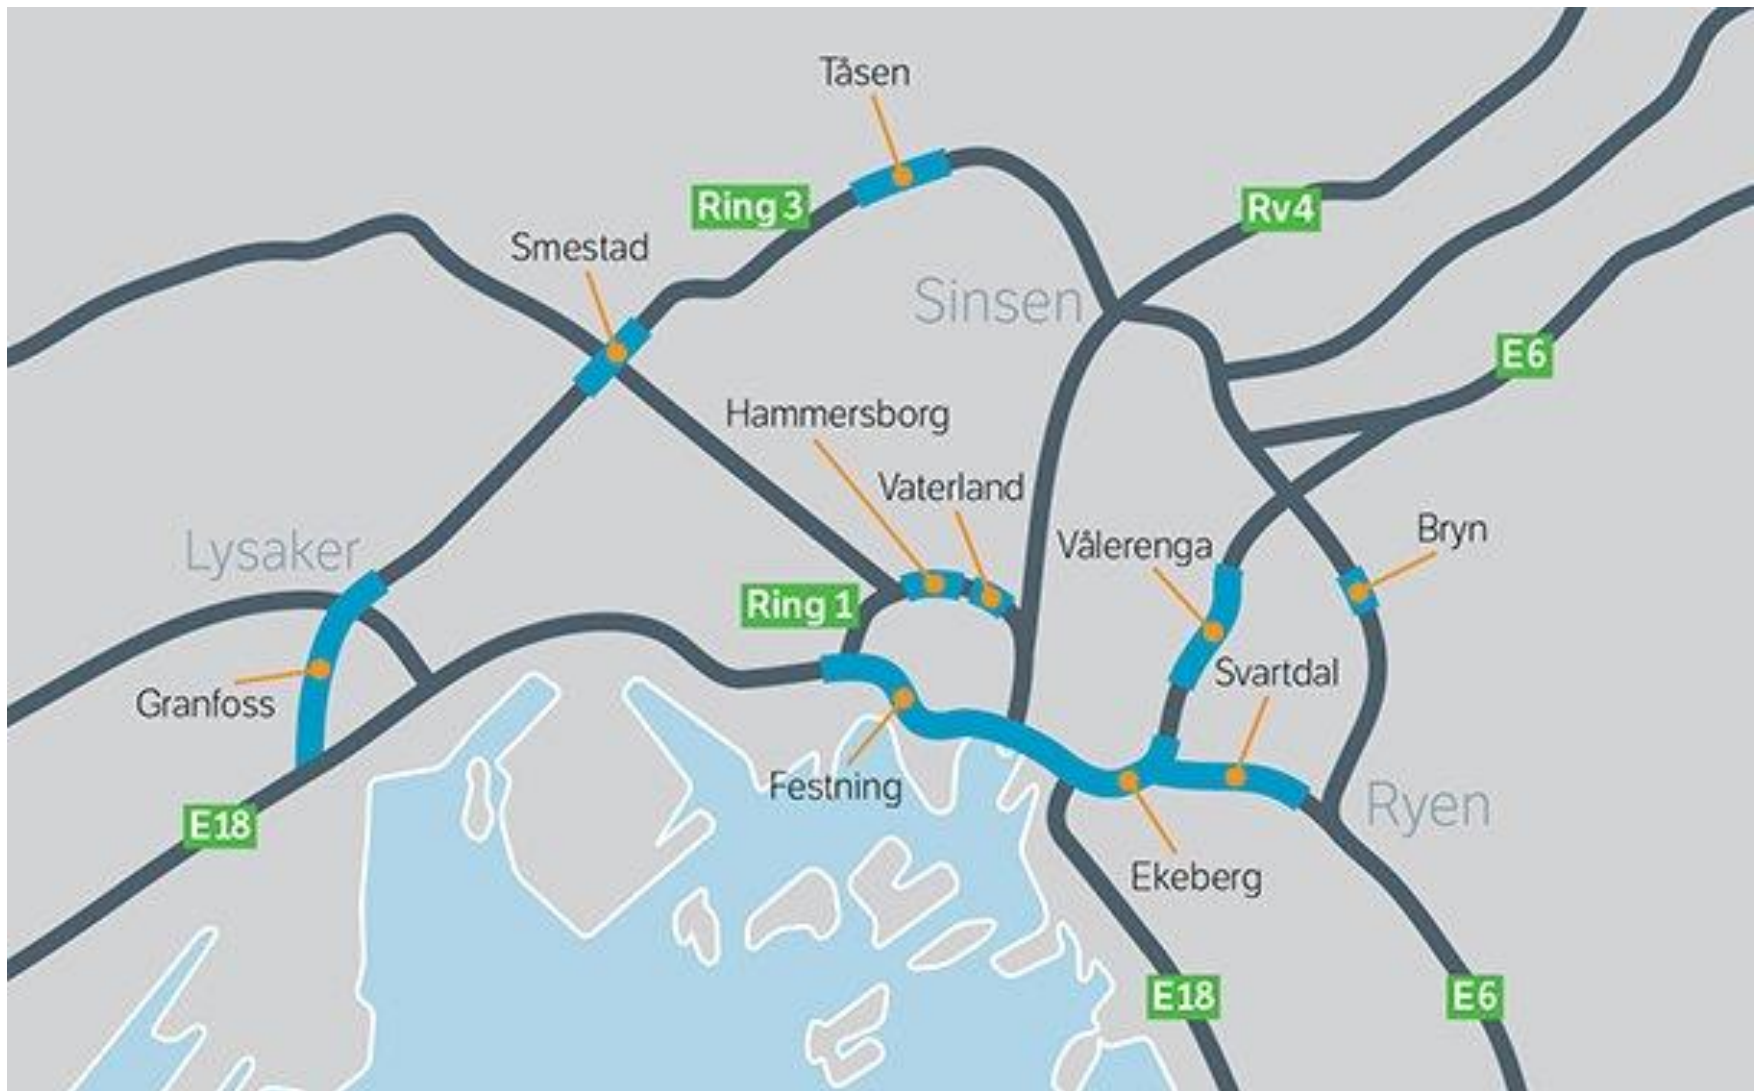 Tåsen
Ring 3
Rv4
Smestad
Sinsen
E6
Hammersborg
Vaterland
Lysaker
Vålerenga
Bryn
Ring 1
Granfoss
Svartdal
Festning
Ryen
E18
Ekeberg
E18
E6